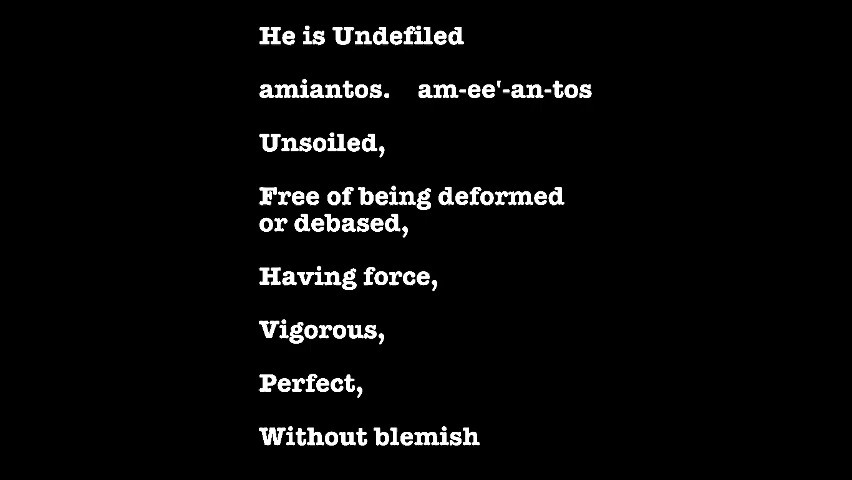 He is Undefiled
amiantos. am-ee'-an-tos
Unsoiled,
Free of being deformed
or debased,
Having force,
Vigorous,
Perfect,
Without blemish